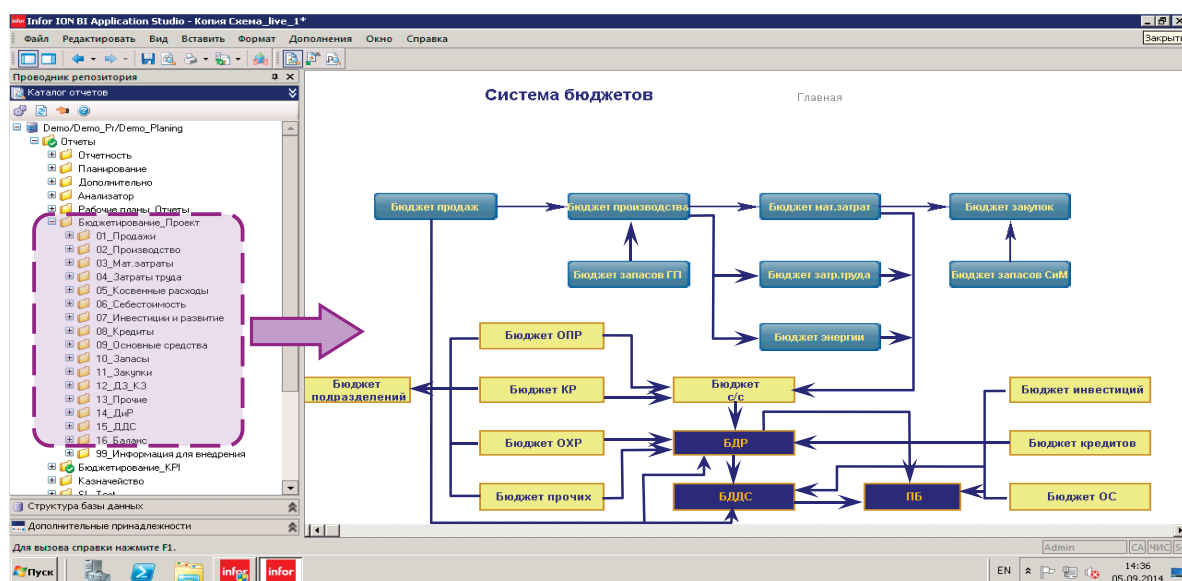 Infor ION BI Application Studio - Копия Схема_live_1*
Файл Редактировать Вид Вставить Формат Дополнения Окно Справка
Закрыть
Проводник репозитория
Каталог отчетов
Demo/Demo_Pr/Demo_Planing
Отчеты
Отчетность
Планирование
Дополнительно
Анализатор
Рабочие планы_Отчеты
Бюджетирование_Проект
01_Продажи
02_Производство
03_Мат.затраты
04_Затраты труда
05_Косвенные расходы
06_Себестоимость
07_Инвестиции и развитие
08_Кредиты
09_Основные средства
10_Запасы
11_Закупки
12_ДЗ_КЗ
13_Прочие
14_ДиР
15_ДДС
16_Баланс
99_Информация для внедрения
Бюджетирование_KPI
Казначейство
Структура базы данных
Дополнительные принадлежности
Система бюджетов
Главная
Бюджет продаж
Бюджет производства
Бюджет мат.затрат
Бюджет закупок
Бюджет запасов ГП
Бюджет затр.труда
Бюджет запасов СиМ
Бюджет ОПР
Бюджет энергии
Бюджет
подразделений
Бюджет КР
Бюджет
с/с
Бюджет инвестиций
Бюджет ОХР
БДР
Бюджет кредитов
Бюджет прочих
БДДС
ПБ
Бюджет ОС
Для вызова справки нажмите F1.
Admin
CA ЧИС
Пуск
infor
infor
EN
14:36
05.09.2014